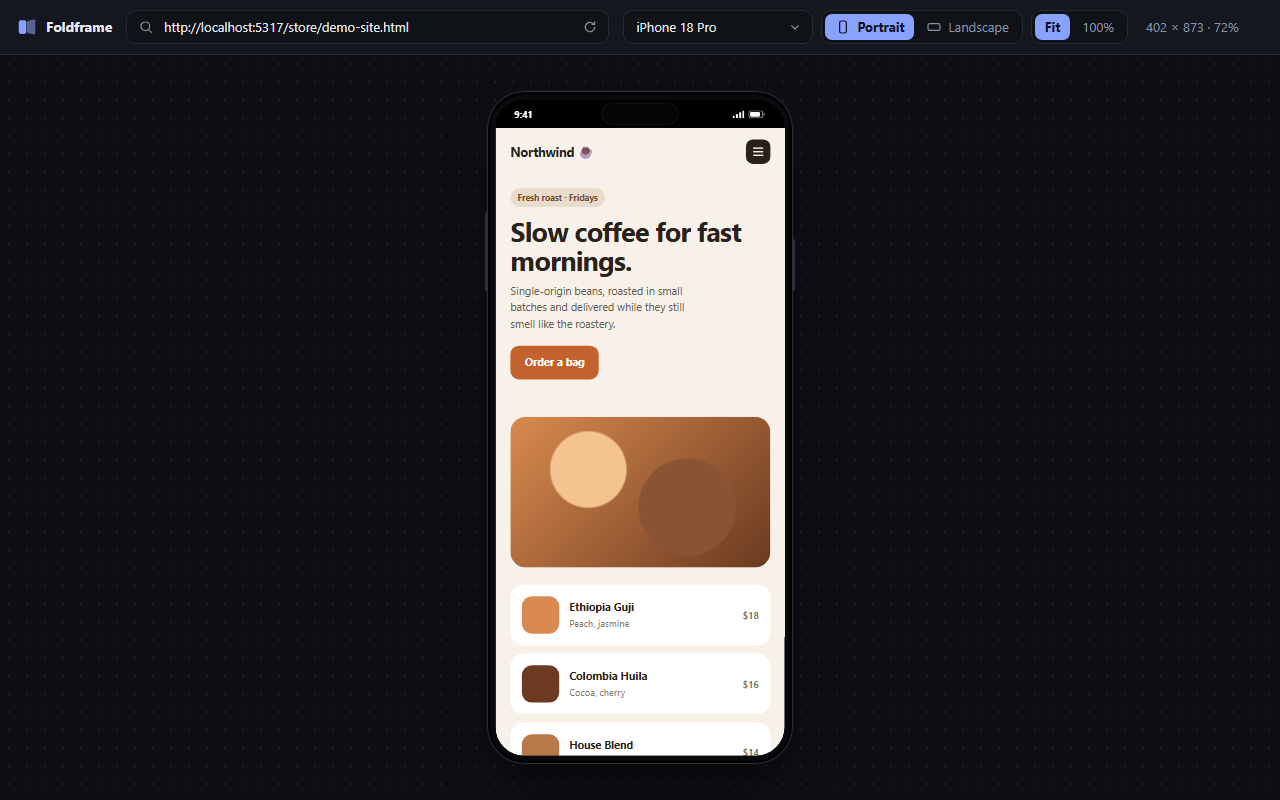 Foldframe
http://localhost:5317/store/demo-site.html
iPhone 18 Pro
Portrait
Landscape
Fit
100%
402 × 873 · 72%
9:41
Northwind
Fresh roast · Fridays
Slow coffee for fast
mornings.
Single-origin beans, roasted in small
batches and delivered while they still
smell like the roastery.
Order a bag
Ethiopia Guji
Peach, jasmine
$18
Colombia Huila
Cocoa, cherry
$16
House Blend
$14